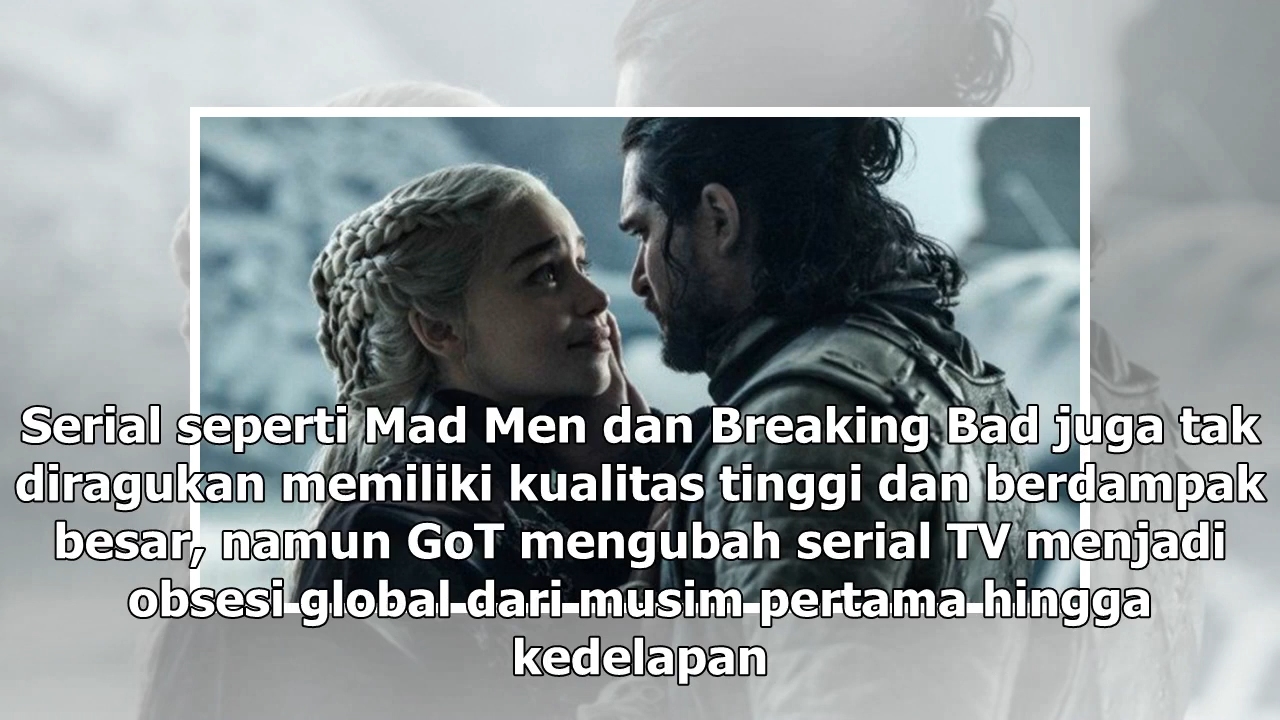 Serial seperti Mad Men dan Breaking Bad juga tak
diragukan memiliki kualitas tinggi dan berdampak
besar, namun GoT mengubah serial TV menjadi
obsesi global dari musim pertama hingga
kedelapan